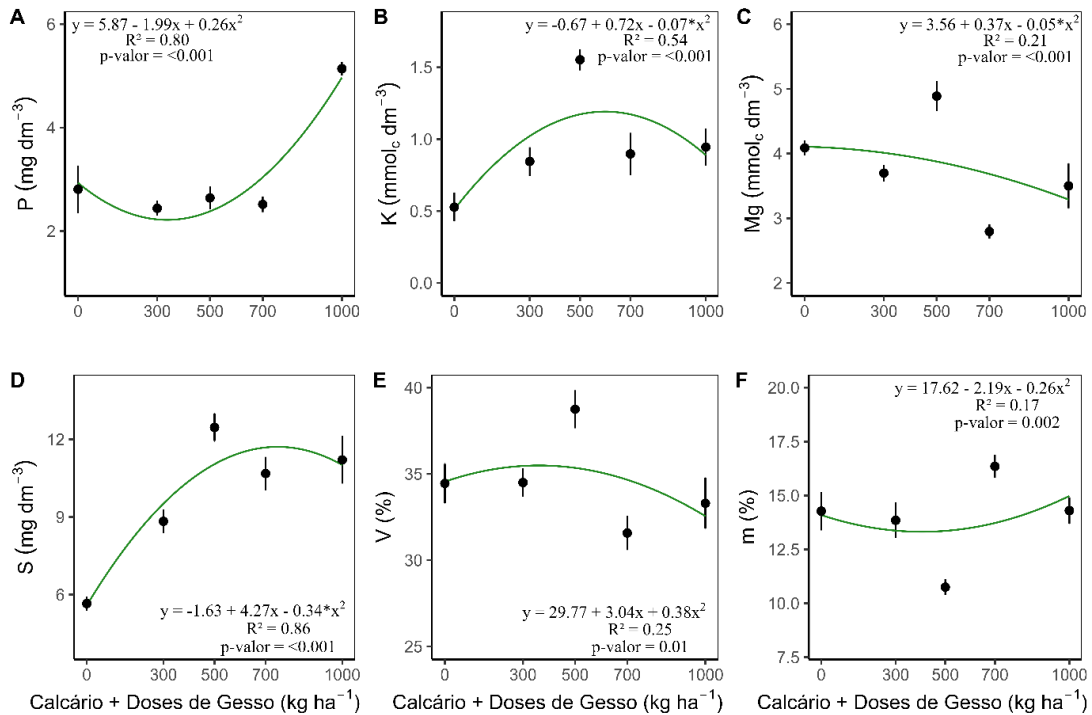 A
y = 5.87 - 1.99x + 0.26x²
R² = 0.80
p-valor = <0.001
P (mg dm⁻³)
6
4
2
0
300
500
700
1000
B
y = -0.67 + 0.72x - 0.07*x²
R² = 0.54
p-valor = <0.001
K (mmol꜀ dm⁻³)
1.5
1.0
0.5
0.0
0
300
500
700
1000
C
y = 3.56 + 0.37x - 0.05*x²
R² = 0.21
p-valor = <0.001
Mg (mmol꜀ dm⁻³)
6
5
4
3
2
0
300
500
700
1000
D
S (mg dm⁻³)
12
9
6
y = -1.63 + 4.27x - 0.34*x²
R² = 0.86
p-valor = <0.001
0
300
500
700
1000
Calcário + Doses de Gesso (kg ha⁻¹)
E
V (%)
40
35
30
25
y = 29.77 + 3.04x + 0.38x²
R² = 0.25
p-valor = 0.01
0
300
500
700
1000
Calcário + Doses de Gesso (kg ha⁻¹)
F
y = 17.62 - 2.19x - 0.26x²
R² = 0.17
p-valor = 0.002
m (%)
20.0
17.5
15.0
12.5
10.0
7.5
0
300
500
700
1000
Calcário + Doses de Gesso (kg ha⁻¹)